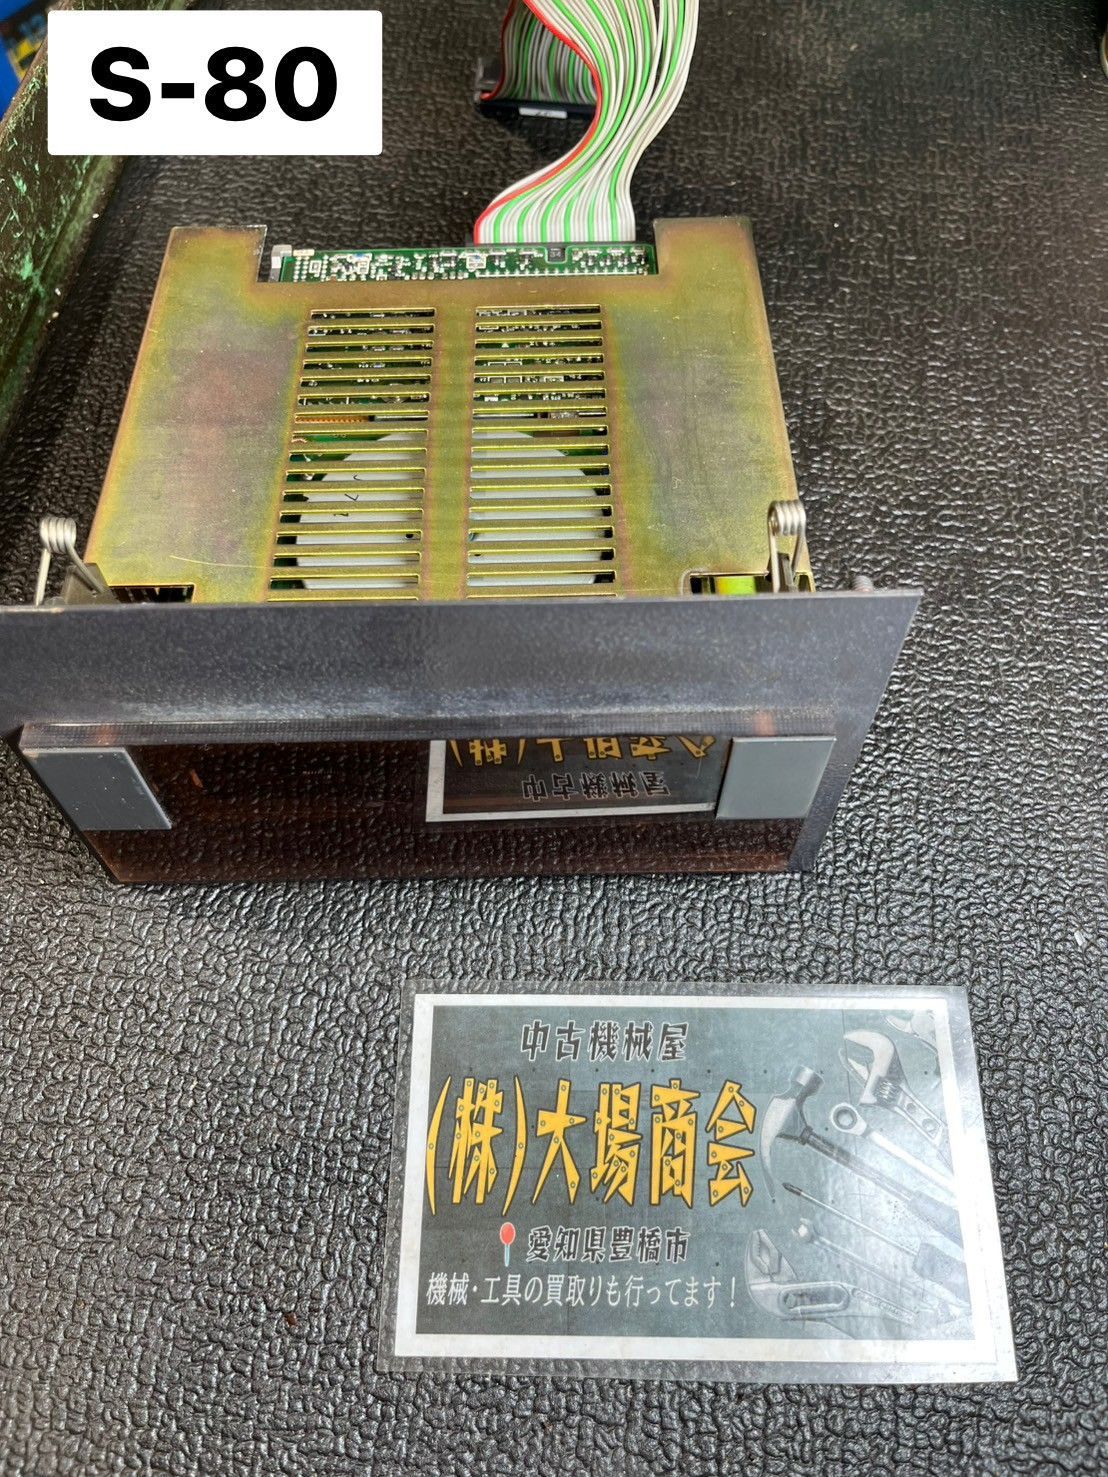 S-80
中古機械屋
(株)大場商会
愛知県豊橋市
機械・工具の買取りも行ってます！